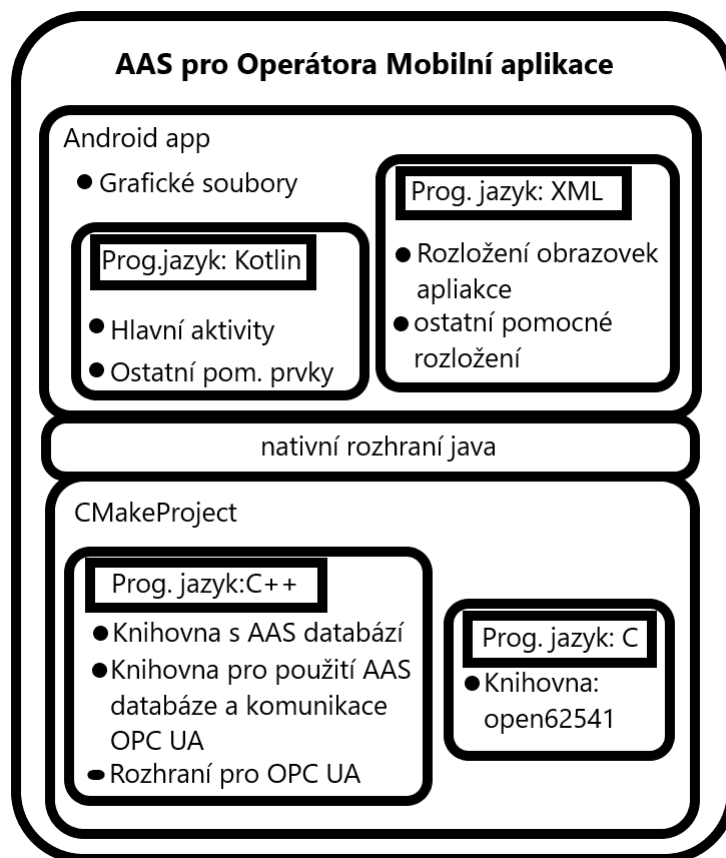 AAS pro Operátora Mobilní aplikace
Android app
Grafické soubory
Prog.jazyk: Kotlin
Hlavní aktivity
Ostatní pom. prvky
Prog. jazyk: XML
Rozložení obrazovek
apliakce
ostatní pomocné
rozložení
nativní rozhraní java
CMakeProject
Prog. jazyk:C++
Knihovna s AAS databází
Knihovna pro použití AAS
databáze a komunikace
OPC UA
Rozhraní pro OPC UA
Prog. jazyk: C
Knihovna:
open62541